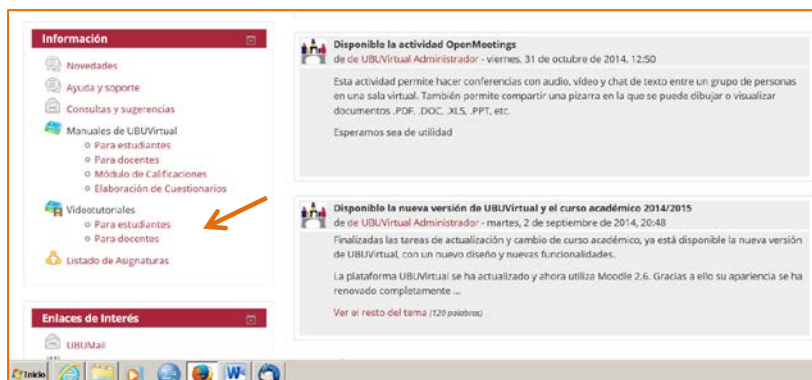 Información
Novedades
Ayuda y soporte
Consultas y sugerencias
Manuales de UBUVirtual
Para estudiantes
Para docentes
Módulo de Calificaciones
Elaboración de Cuestionarios
Videotutoriales
Para estudiantes
Para docentes
Listado de Asignaturas
Enlaces de Interés
UBUMail
Disponible la actividad OpenMeetings
de de UBUVirtual Administrador - viernes, 31 de octubre de 2014, 12:50
Esta actividad permite hacer conferencias con audio, vídeo y chat de texto entre un grupo de personas
en una sala virtual. También permite compartir una pizarra en la que se puede dibujar o visualizar
documentos .PDF, .DOC, .XLS, .PPT, etc.
Esperamos sea de utilidad
Disponible la nueva versión de UBUVirtual y el curso académico 2014/2015
de de UBUVirtual Administrador - martes, 2 de septiembre de 2014, 20:48
Finalizadas las tareas de actualización y cambio de curso académico, ya está disponible la nueva versión
de UBUVirtual, con un nuevo diseño y nuevas funcionalidades.
La plataforma UBUVirtual se ha actualizado y ahora utiliza Moodle 2.6. Gracias a ello su apariencia se ha
renovado completamente ...
Ver el resto del tema (120 palabras)
Inicio